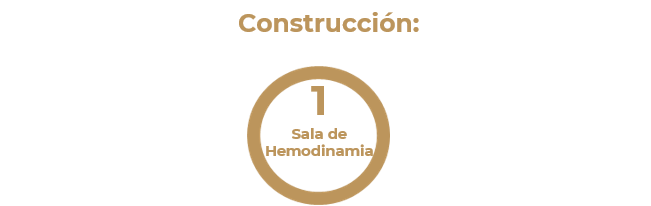 Construcción:
1
Sala de
Hemodinamia